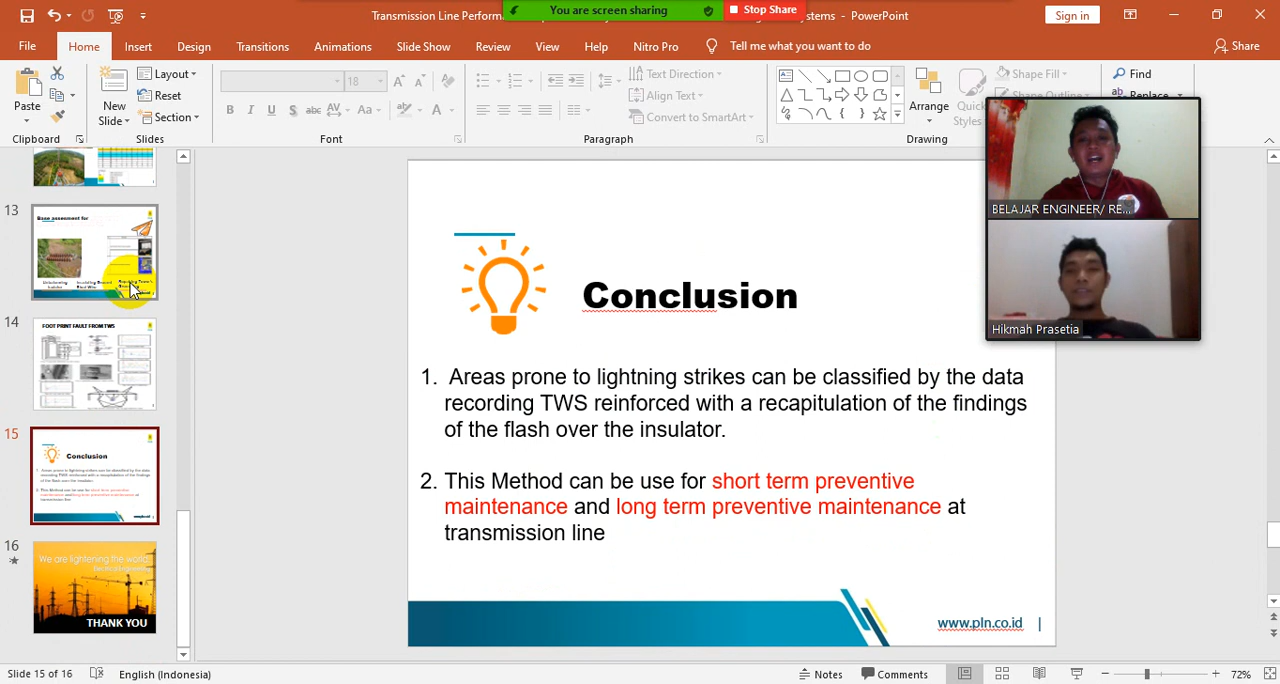 Transmission Line Perform
You are screen sharing
Stop Share
ystems - PowerPoint
Sign in
File
Home
Insert
Design
Transitions
Animations
Slide Show
Review
View
Help
Nitro Pro
Tell me what you want to do
Share
Paste
New
Slide
Layout
Reset
Section
18
Text Direction
Align Text
Convert to SmartArt
Arrange
Quick
Styles
Shape Fill
Shape Outline
Find
Replace
Clipboard
Slides
Font
Paragraph
Drawing
BELAJAR ENGINEER/ RE...
Hikmah Prasetia
13
Base assesment for
14
FOOT PRINT FAULT FROM TWS
15
Conclusion
16
We are lightening the world
THANK YOU
Conclusion
1. Areas prone to lightning strikes can be classified by the data
recording TWS reinforced with a recapitulation of the findings
of the flash over the insulator.
2. This Method can be use for short term preventive
maintenance and long term preventive maintenance at
transmission line
www.pln.co.id |
Slide 15 of 16
English (Indonesia)
Notes
Comments
72%